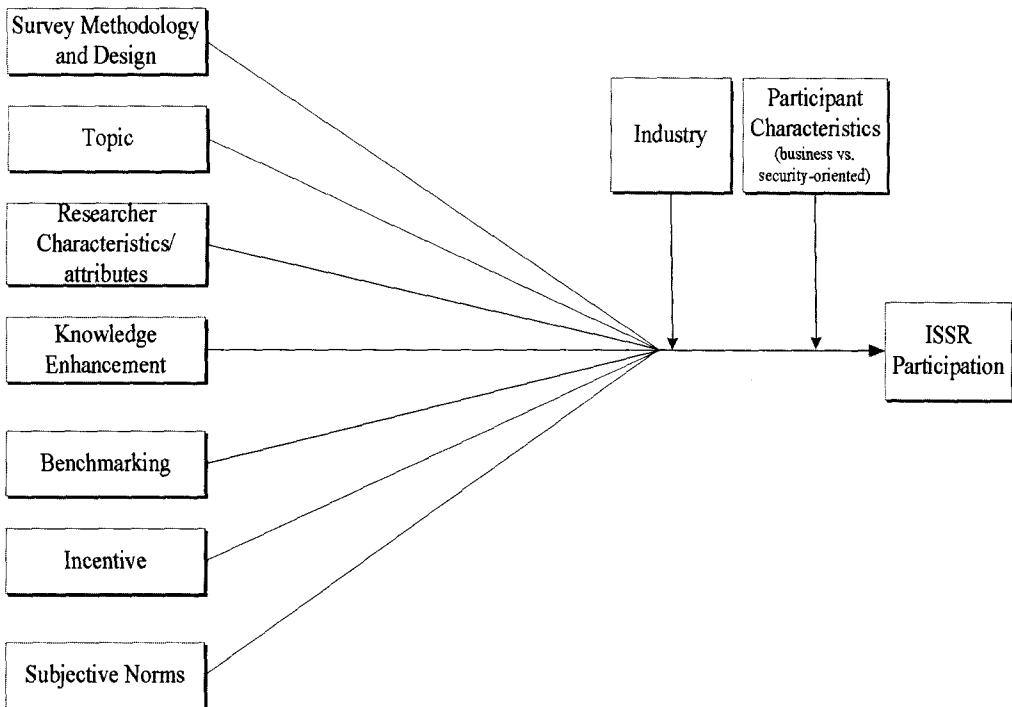 Survey Methodology
and Design
Topic
Researcher
Characteristics/
attributes
Knowledge
Enhancement
Benchmarking
Incentive
Subjective Norms
Industry
Participant
Characteristics
(business vs.
security-oriented)
ISSR
Participation